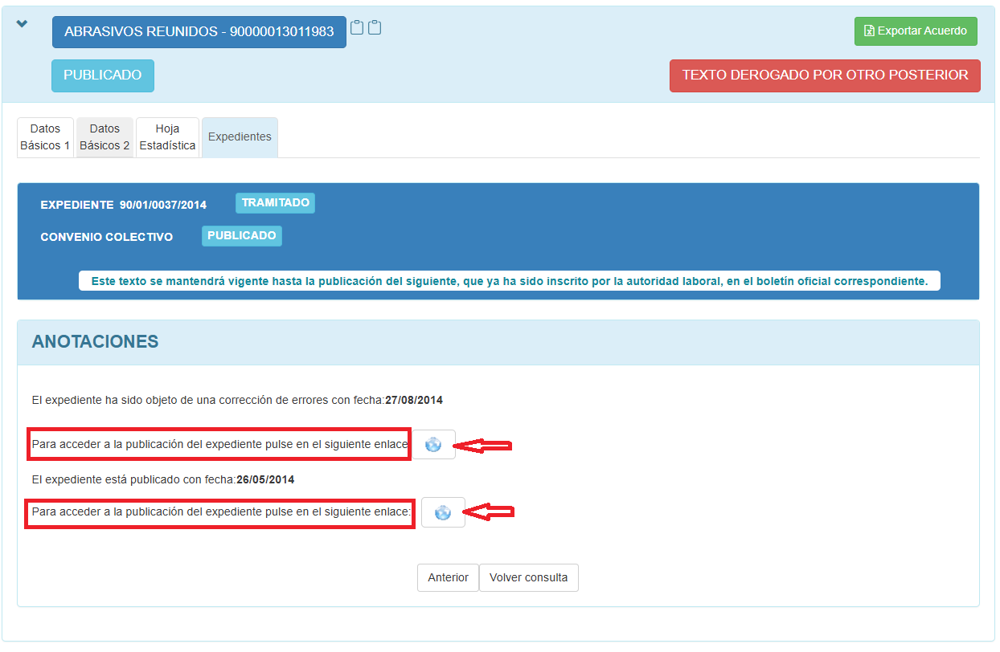 ABRASIVOS REUNIDOS - 90000013011983
Exportar Acuerdo
PUBLICADO
TEXTO DEROGADO POR OTRO POSTERIOR
Datos
Básicos 1
Datos
Básicos 2
Hoja
Estadística
Expedientes
EXPEDIENTE 90/01/0037/2014
TRAMITADO
CONVENIO COLECTIVO
PUBLICADO
Este texto se mantendrá vigente hasta la publicación del siguiente, que ya ha sido inscrito por la autoridad laboral, en el boletín oficial correspondiente.
ANOTACIONES
El expediente ha sido objeto de una corrección de errores con fecha:27/08/2014
Para acceder a la publicación del expediente pulse en el siguiente enlace
El expediente está publicado con fecha:26/05/2014
Para acceder a la publicación del expediente pulse en el siguiente enlace:
Anterior
Volver consulta